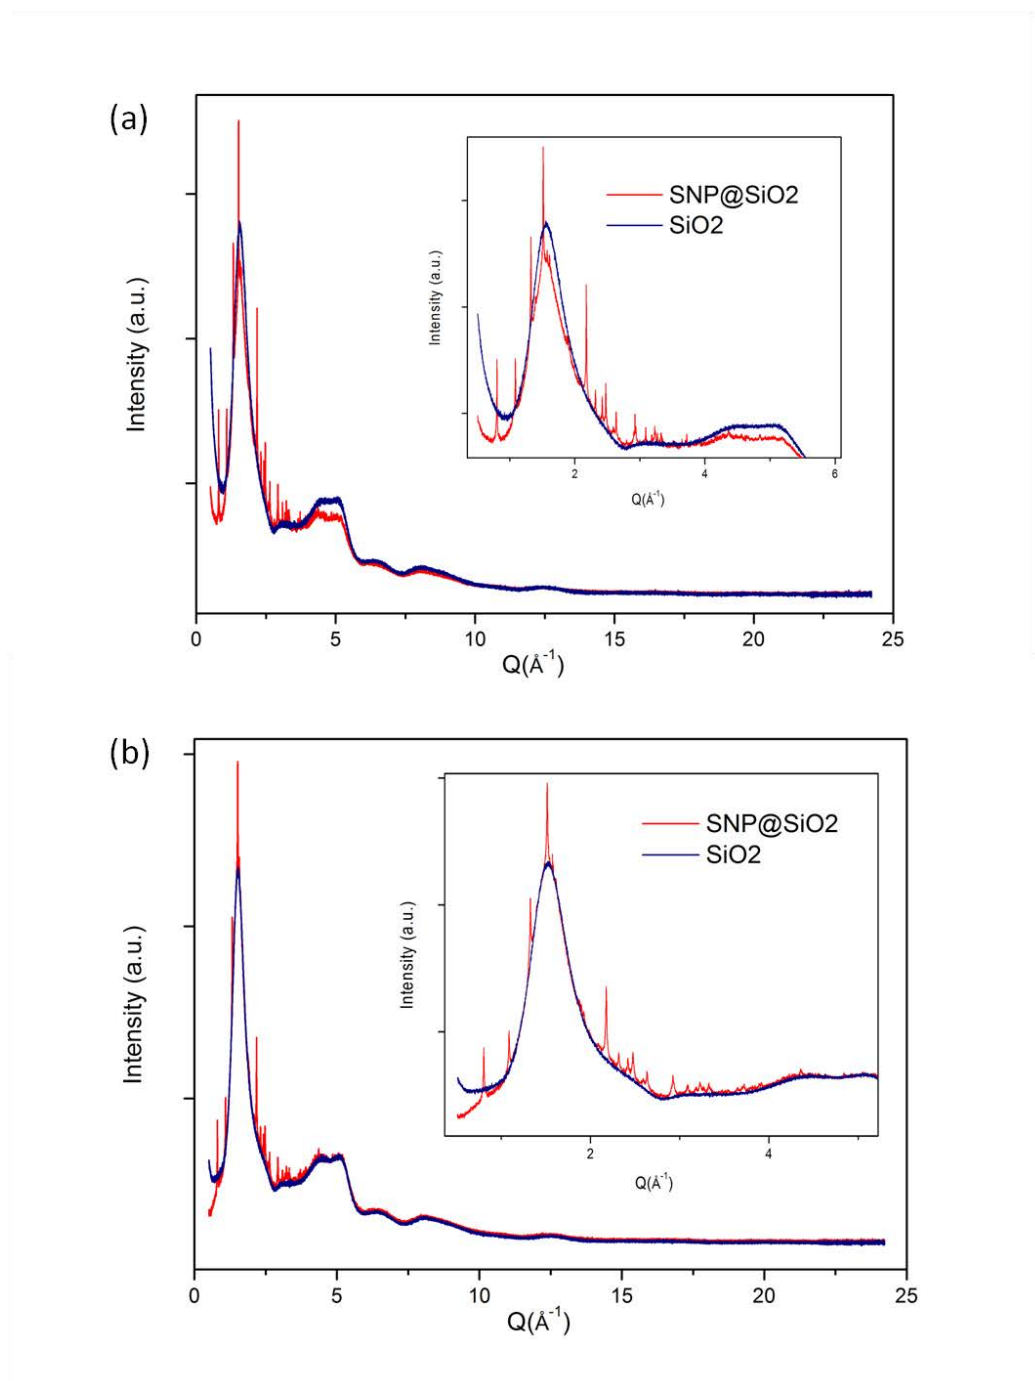 (a)
Intensity (a.u.)
SNP@SiO2
SiO2
Intensity (a.u.)
2
4
6
Q(Å-1)
0
5
10
15
20
25
Q(Å-1)
(b)
Intensity (a.u.)
SNP@SiO2
SiO2
Intensity (a.u.)
2
4
Q(Å-1)
0
5
10
15
20
25
Q(Å-1)